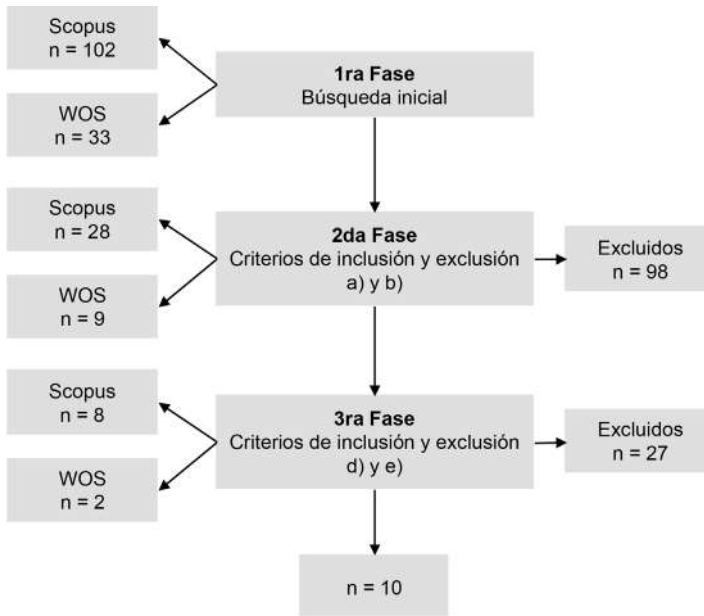 Scopus
n = 102
1ra Fase
Búsqueda inicial
WOS
n = 33
Scopus
n = 28
2da Fase
Criterios de inclusión y exclusión
a) y b)
Excluidos
n = 98
WOS
n = 9
Scopus
n = 8
3ra Fase
Criterios de inclusión y exclusión
d) y e)
Excluidos
n = 27
WOS
n = 2
n = 10